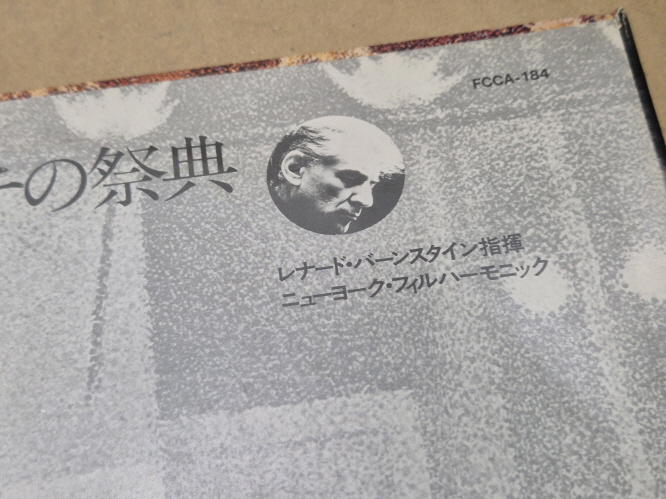 FCCA-184
の祭典
レナード・バーンスタイン指揮
ニューヨーク・フィルハーモニック